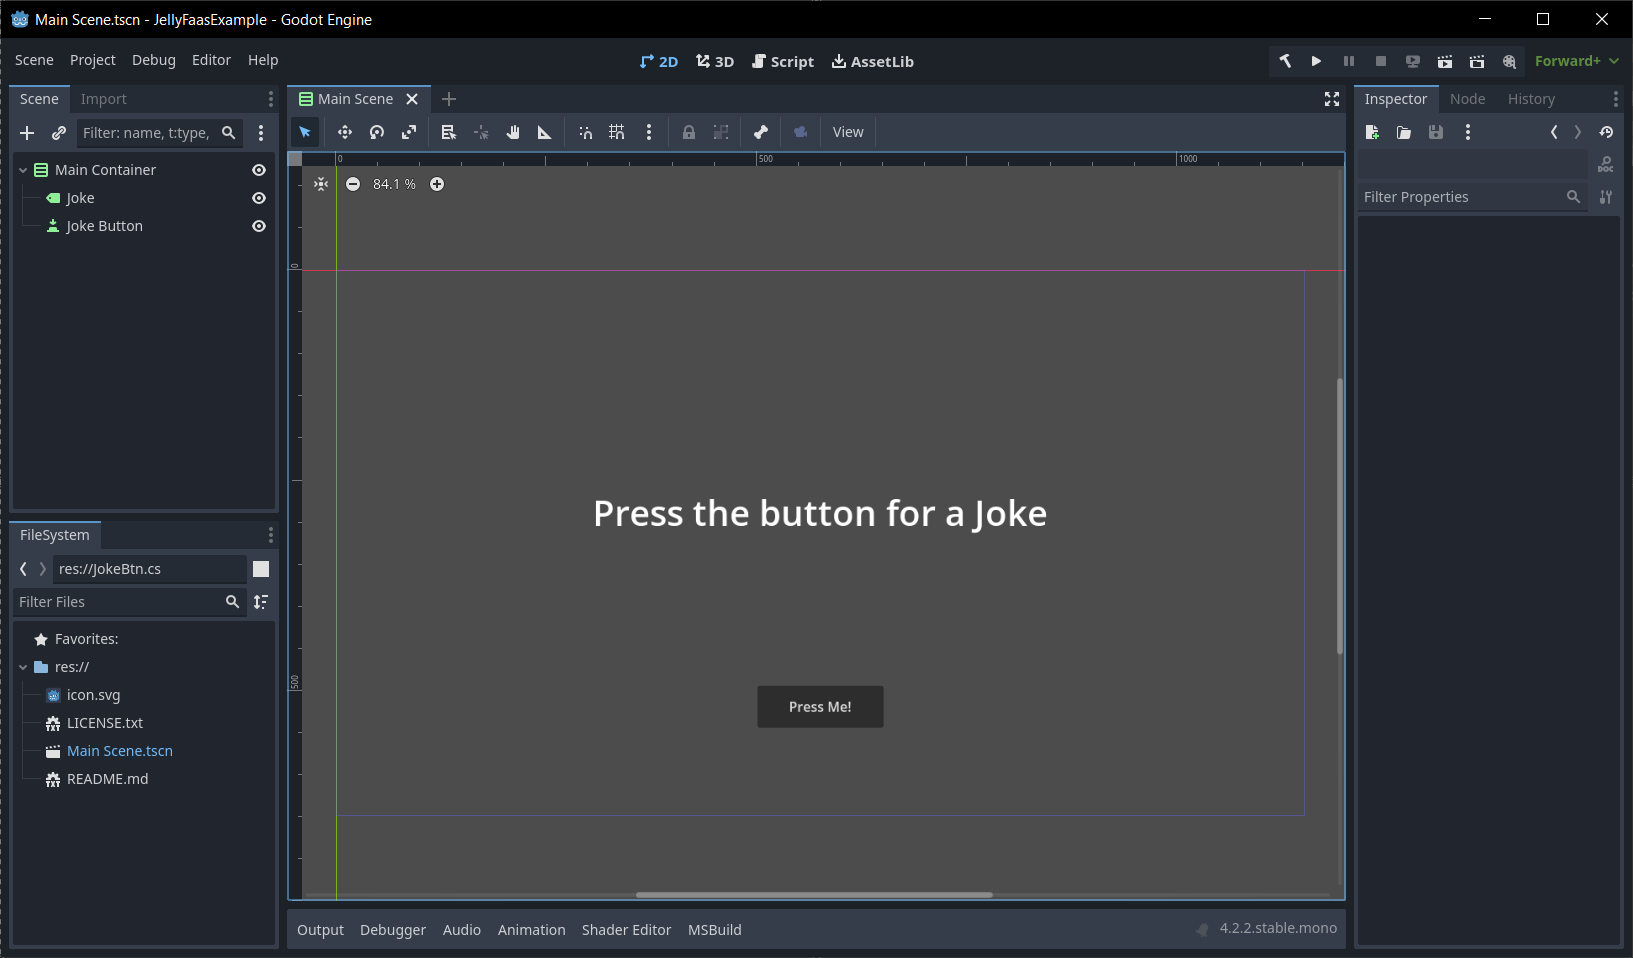 Main Scene.tscn - JellyFaasExample - Godot Engine
Scene Project Debug Editor Help
2D 3D Script AssetLib
Forward+
Scene Import
Filter: name, t:type,
Main Container
Joke
Joke Button
FileSystem
res://JokeBtn.cs
Filter Files
Favorites:
res://
icon.svg
LICENSE.txt
Main Scene.tscn
README.md
Main Scene
View
0 500 1000
84.1 %
0
500
Press the button for a Joke
Press Me!
Output Debugger Audio Animation Shader Editor MSBuild
4.2.2.stable.mono
Inspector Node History
DOC
Filter Properties